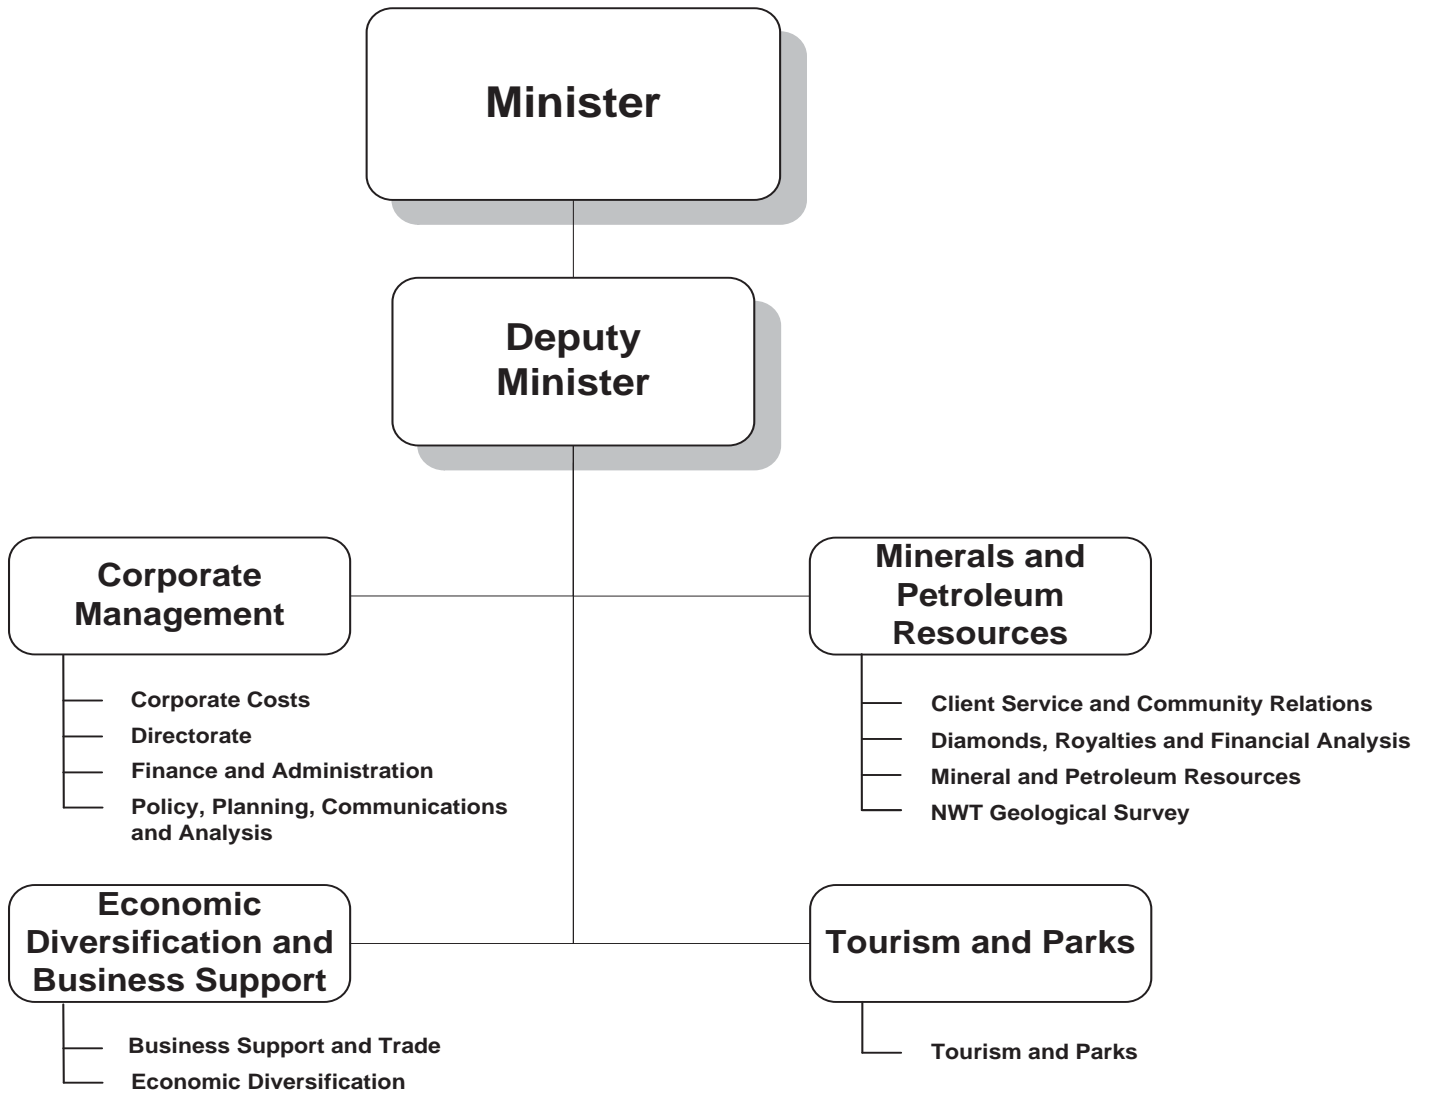 Minister
Deputy
Minister
Corporate
Management
Corporate Costs
Directorate
Finance and Administration
Policy, Planning, Communications
and Analysis
Minerals and
Petroleum
Resources
Client Service and Community Relations
Diamonds, Royalties and Financial Analysis
Mineral and Petroleum Resources
NWT Geological Survey
Economic
Diversification and
Business Support
Business Support and Trade
Economic Diversification
Tourism and Parks
Tourism and Parks